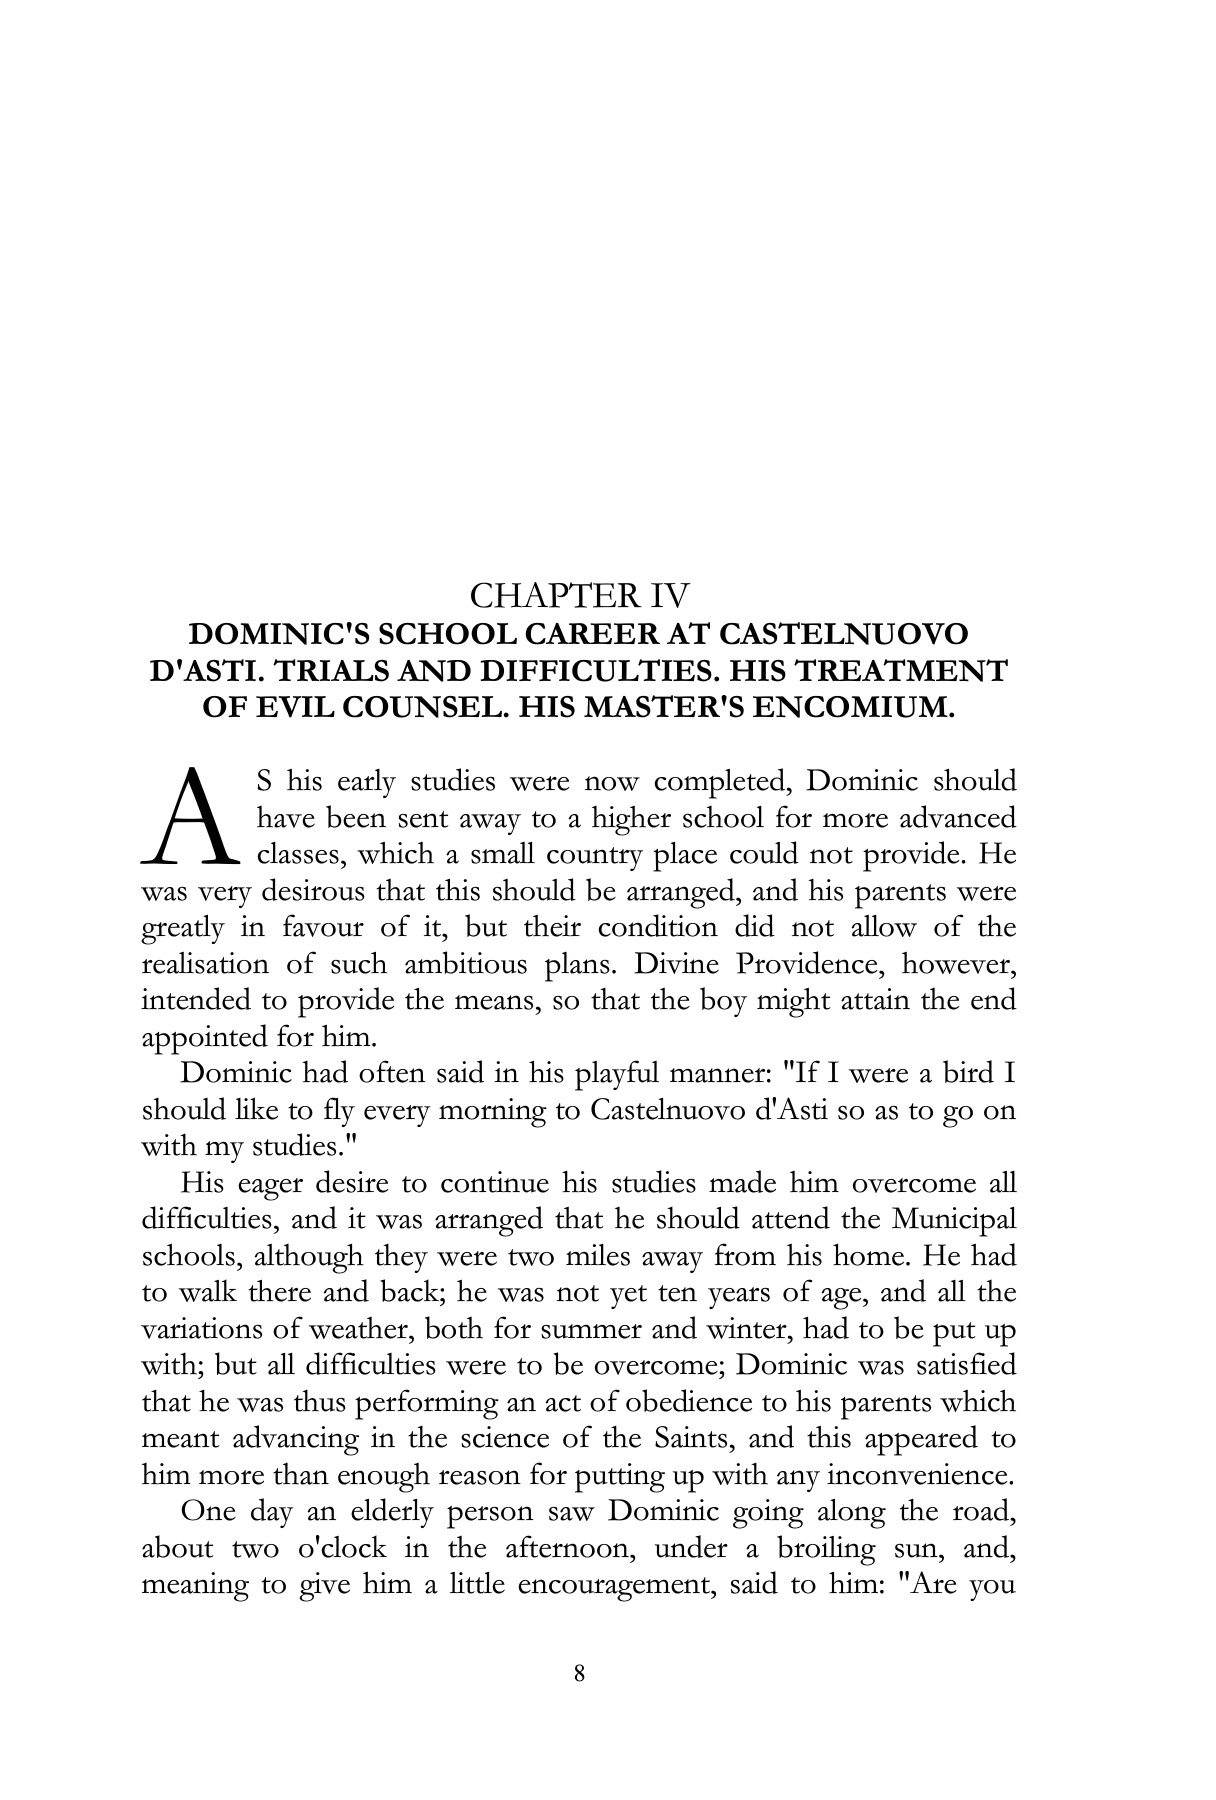 CHAPTER IV
DOMINIC'S SCHOOL CAREER AT CASTELNUOVO
D'ASTI. TRIALS AND DIFFICULTIES. HIS TREATMENT
OF EVIL COUNSEL. HIS MASTER'S ENCOMIUM.
AS his early studies were now completed, Dominic should
have been sent away to a higher school for more advanced
classes, which a small country place could not provide. He
was very desirous that this should be arranged, and his parents were
greatly in favour of it, but their condition did not allow of the
realisation of such ambitious plans. Divine Providence, however,
intended to provide the means, so that the boy might attain the end
appointed for him.
Dominic had often said in his playful manner: "If I were a bird I
should like to fly every morning to Castelnuovo d'Asti so as to go on
with my studies."
His eager desire to continue his studies made him overcome all
difficulties, and it was arranged that he should attend the Municipal
schools, although they were two miles away from his home. He had
to walk there and back; he was not yet ten years of age, and all the
variations of weather, both for summer and winter, had to be put up
with; but all difficulties were to be overcome; Dominic was satisfied
that he was thus performing an act of obedience to his parents which
meant advancing in the science of the Saints, and this appeared to
him more than enough reason for putting up with any inconvenience.
One day an elderly person saw Dominic going along the road,
about two o'clock in the afternoon, under a broiling sun, and,
meaning to give him a little encouragement, said to him: "Are you
8